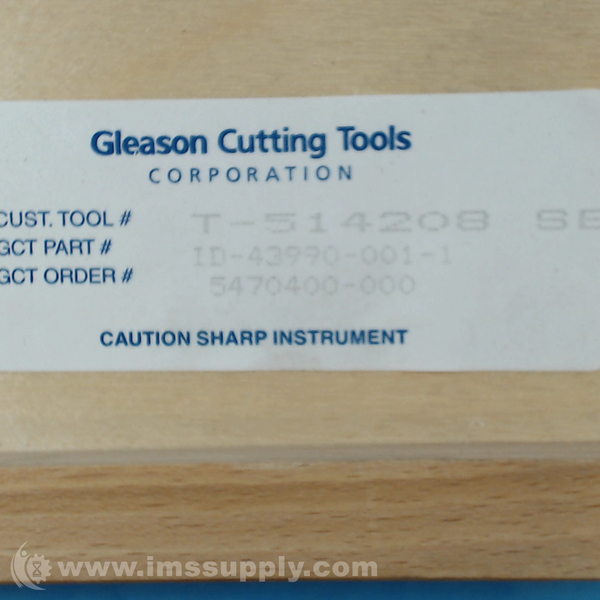 Gleason Cutting Tools
CORPORATION
CUST. TOOL # T-514208 SE
GCT PART # ID-43990-001-1
GCT ORDER # 5470400-000
CAUTION SHARP INSTRUMENT
www.imssupply.com